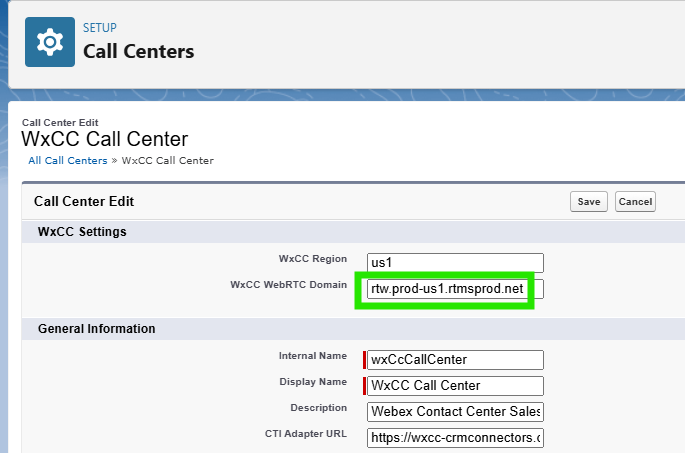 SETUP
Call Centers
Call Center Edit
WxCC Call Center
All Call Centers » WxCC Call Center
Call Center Edit Save Cancel
WxCC Settings
WxCC Region us1
WxCC WebRTC Domain rtw.prod-us1.rtmsprod.net
General Information
Internal Name wxCcCallCenter
Display Name WxCC Call Center
Description Webex Contact Center Sales
CTI Adapter URL https://wxcc-crmconnectors.c